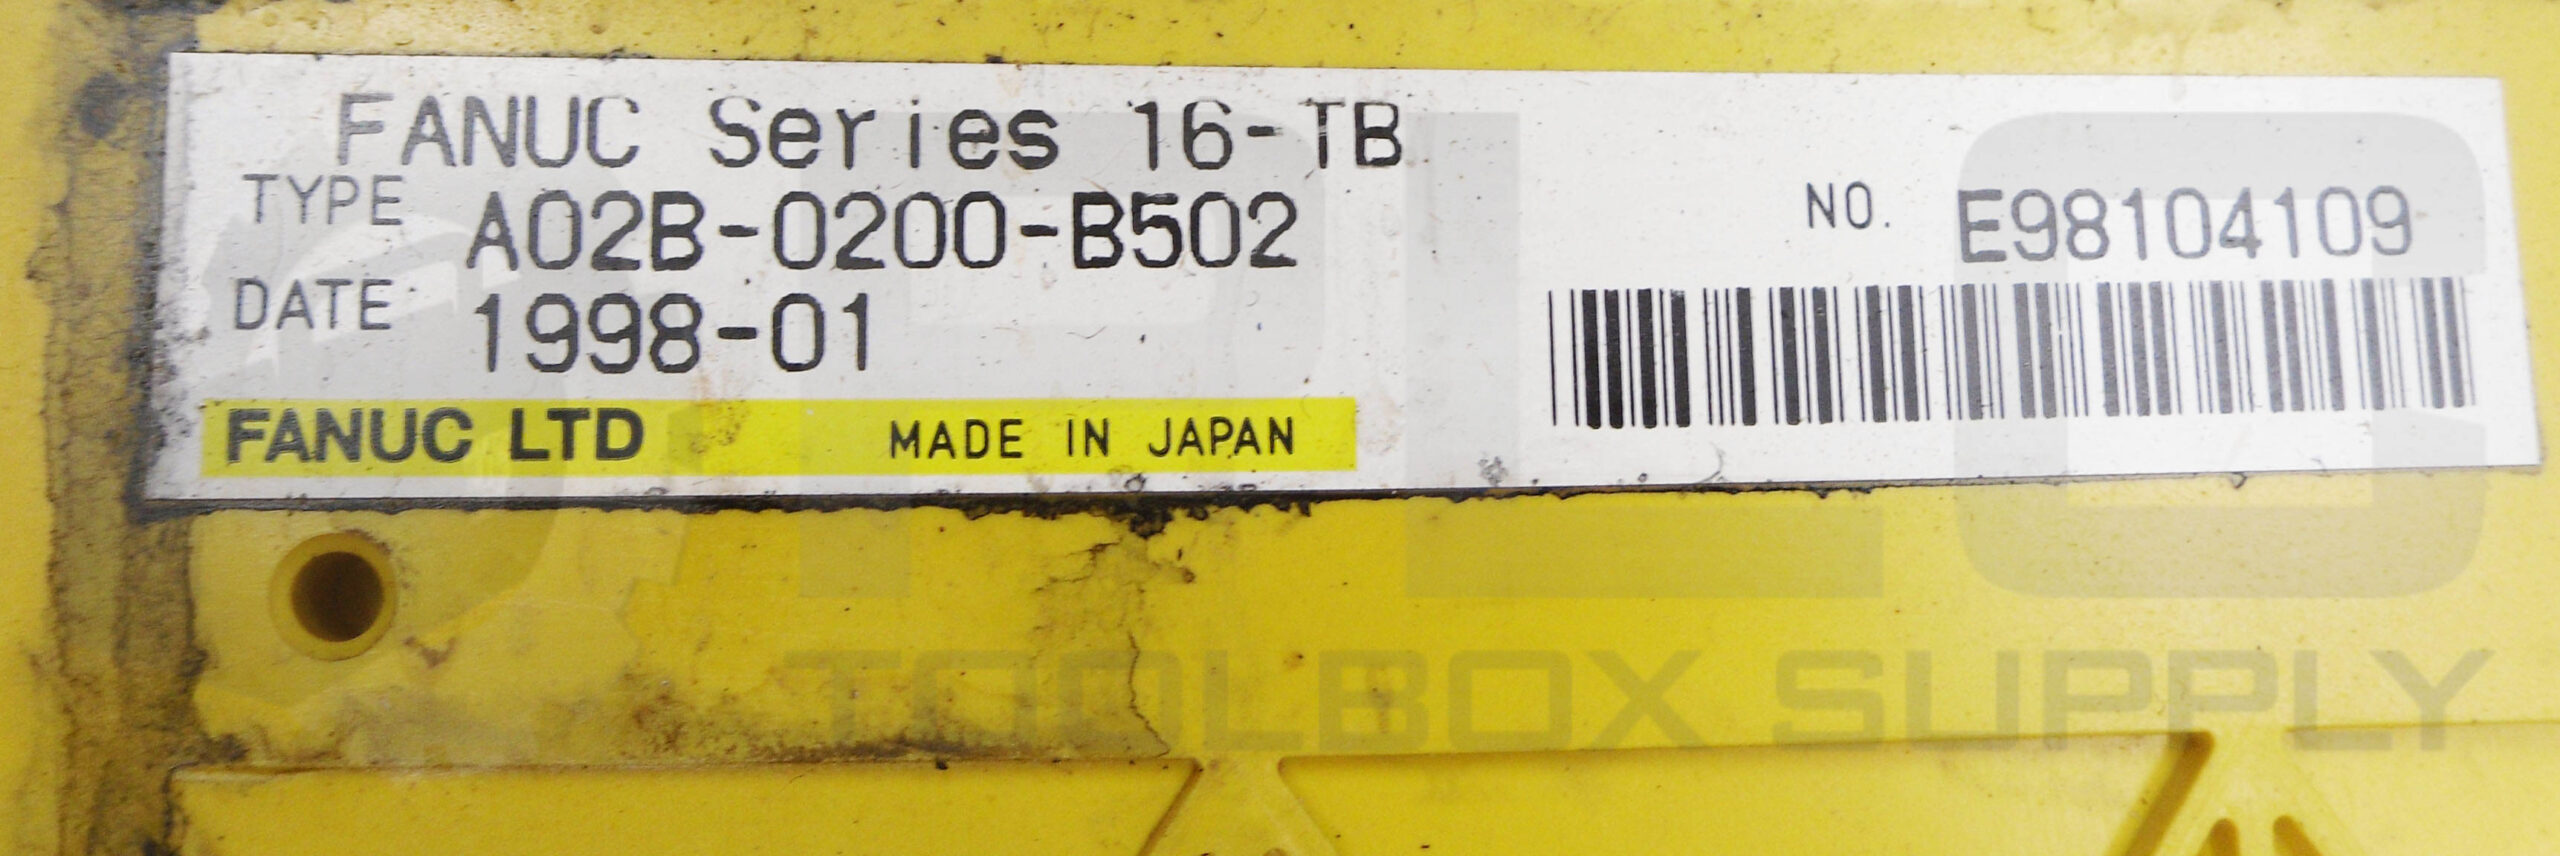 FANUC Series 16-TB
TYPE A02B-0200-B502
NO. E98104109
DATE 1998-01
FANUC LTD MADE IN JAPAN
PLC
TOOLBOX SUPPLY